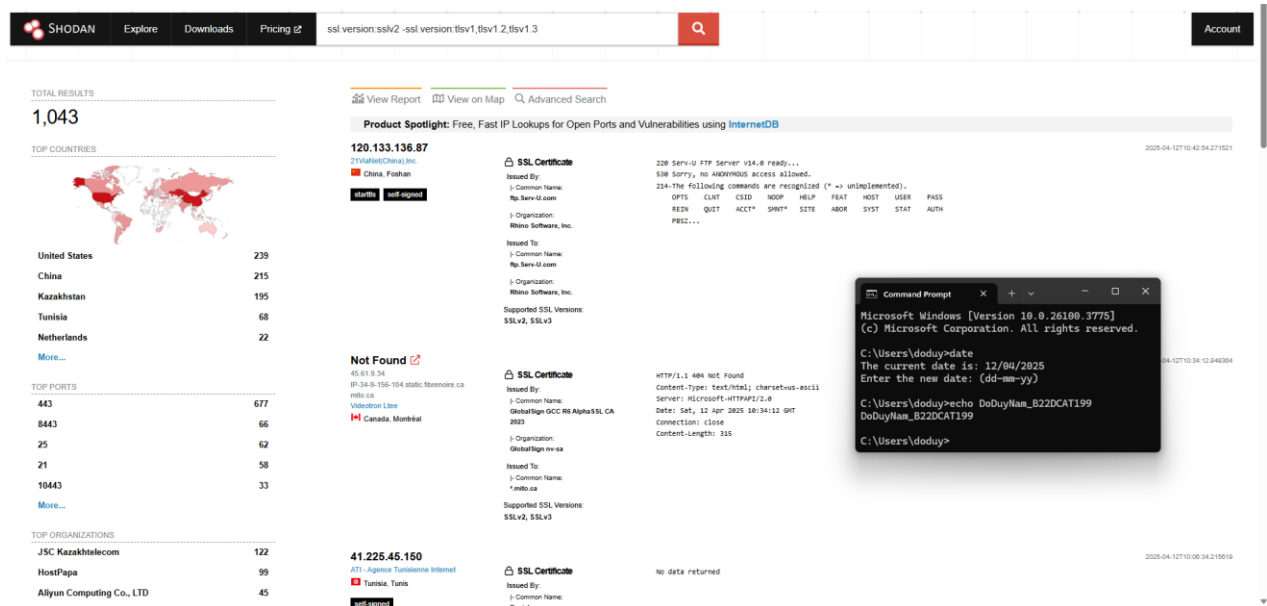 SHODAN
Explore
Downloads
Pricing
ssl.version:sslv2 -ssl.version:tlsv1,tlsv1.2,tlsv1.3
Account
TOTAL RESULTS
1,043
TOP COUNTRIES
United States 239
China 215
Kazakhstan 195
Tunisia 68
Netherlands 22
More...
TOP PORTS
443 677
8443 66
25 62
21 58
10443 33
More...
TOP ORGANIZATIONS
JSC Kazakhtelecom 122
HostPapa 99
Aliyun Computing Co., LTD 45
View Report
View on Map
Advanced Search
Product Spotlight: Free, Fast IP Lookups for Open Ports and Vulnerabilities using InternetDB
120.133.136.87
2025-04-12T10:42:54.271521
21ViaNet(China),Inc.
China, Foshan
starttls
self-signed
SSL Certificate
Issued By:
|- Common Name:
ftp.Serv-U.com
|- Organization:
Rhino Software, Inc.
Issued To:
|- Common Name:
ftp.Serv-U.com
|- Organization:
Rhino Software, Inc.
Supported SSL Versions:
SSLv2, SSLv3
220 Serv-U FTP Server v14.0 ready...
530 Sorry, no ANONYMOUS access allowed.
214-The following commands are recognized (* => unimplemented).
OPTS CLNT CSID NOOP HELP FEAT HOST USER PASS
REIN QUIT ACCT* SMNT* SITE ABOR SYST STAT AUTH
PBSZ...
Not Found
-04-12T10:34:12.949364
45.61.9.34
IP-34-9-156-104.static.fibrenoire.ca
mito.ca
Videotron Ltee
Canada, Montréal
SSL Certificate
Issued By:
|- Common Name:
GlobalSign GCC R6 AlphaSSL CA
2023
|- Organization:
GlobalSign nv-sa
Issued To:
|- Common Name:
*.mito.ca
Supported SSL Versions:
SSLv2, SSLv3
HTTP/1.1 404 Not Found
Content-Type: text/html; charset=us-ascii
Server: Microsoft-HTTPAPI/2.0
Date: Sat, 12 Apr 2025 10:34:12 GMT
Connection: close
Content-Length: 315
Command Prompt
Microsoft Windows [Version 10.0.26100.3775]
(c) Microsoft Corporation. All rights reserved.
C:\Users\doduy>date
The current date is: 12/04/2025
Enter the new date: (dd-mm-yy)
C:\Users\doduy>echo DoDuyNam_B22DCAT199
DoDuyNam_B22DCAT199
C:\Users\doduy>
41.225.45.150
2025-04-12T10:06:34.215619
ATI - Agence Tunisienne Internet
Tunisia, Tunis
self-signed
SSL Certificate
Issued By:
|- Common Name:
No data returned